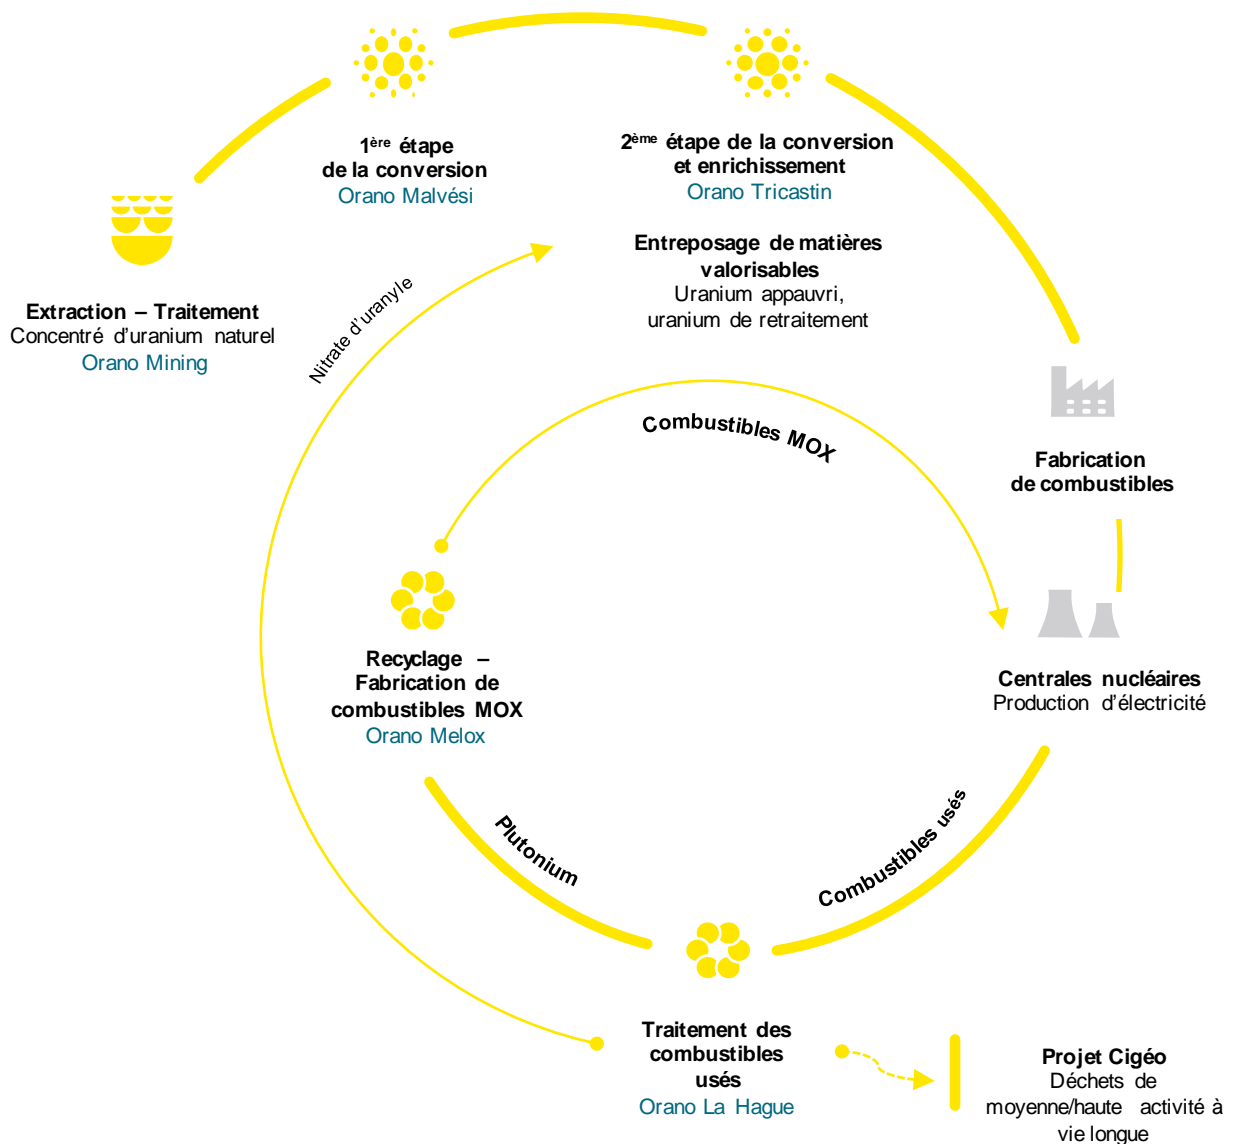 1ère étape
de la conversion
Orano Malvési
2ème étape de la conversion
et enrichissement
Orano Tricastin
Entreposage de matières
valorisables
Uranium appauvri,
uranium de retraitement
Extraction – Traitement
Concentré d'uranium naturel
Orano Mining
Nitrate d'uranyle
Combustibles MOX
Fabrication
de combustibles
Recyclage –
Fabrication de
combustibles MOX
Orano Melox
Centrales nucléaires
Production d'électricité
Plutonium
Combustibles usés
Traitement des
combustibles
usés
Orano La Hague
Projet Cigéo
Déchets de
moyenne/haute activité à
vie longue